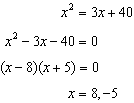 x² = 3x + 40
x² − 3x − 40 = 0
(x − 8)(x + 5) = 0
x = 8, −5